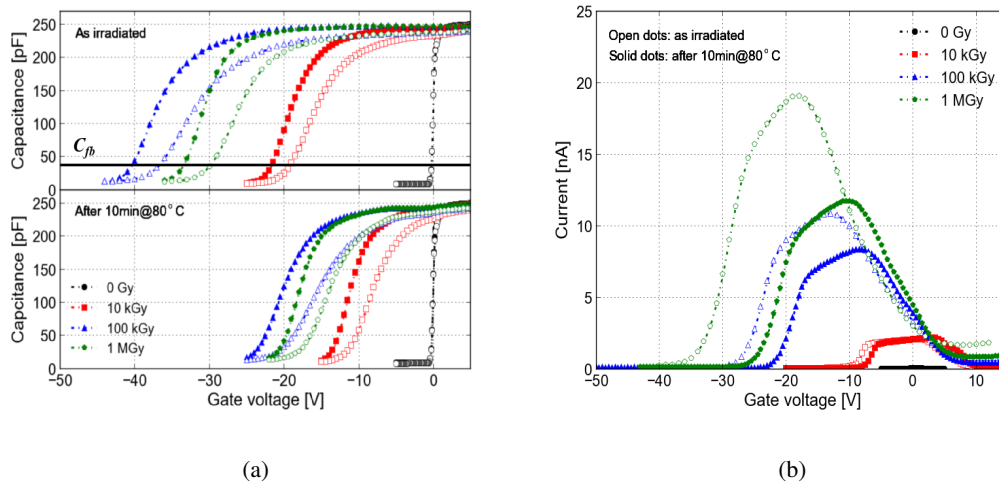 250
200
150
100
50
0
Capacitance [pF]
As irradiated
Cfb
250
200
150
100
50
0
Capacitance [pF]
After 10min@80°C
0 Gy
10 kGy
100 kGy
1 MGy
−50 −40 −30 −20 −10 0
Gate voltage [V]
(a)
25
20
15
10
5
0
Current [nA]
Open dots: as irradiated
Solid dots: after 10min@80°C
0 Gy
10 kGy
100 kGy
1 MGy
−50 −40 −30 −20 −10 0 10
Gate voltage [V]
(b)